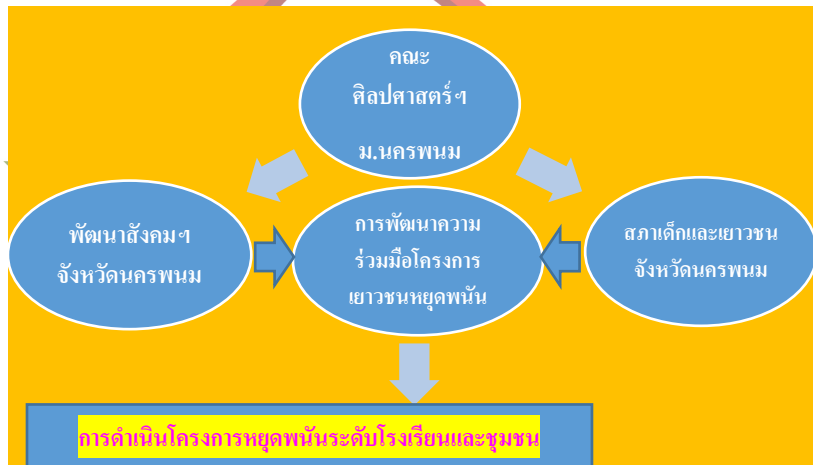 คณะ
ศิลปศาสตร์ฯ
ม.นครพนม
พัฒนาสังคมฯ
จังหวัดนครพนม
การพัฒนาความ
ร่วมมือโครงการ
เยาวชนหยุดพนัน
สภาเด็กและเยาวชน
จังหวัดนครพนม
การดำเนินโครงการหยุดพนันระดับโรงเรียนและชุมชน